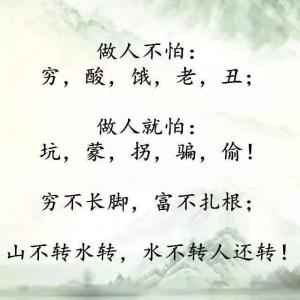 做人不怕：
穷，酸，饿，老，丑；
做人就怕：
坑，蒙，拐，骗，偷！
穷不长脚，富不扎根；
山不转水转，水不转人还转！